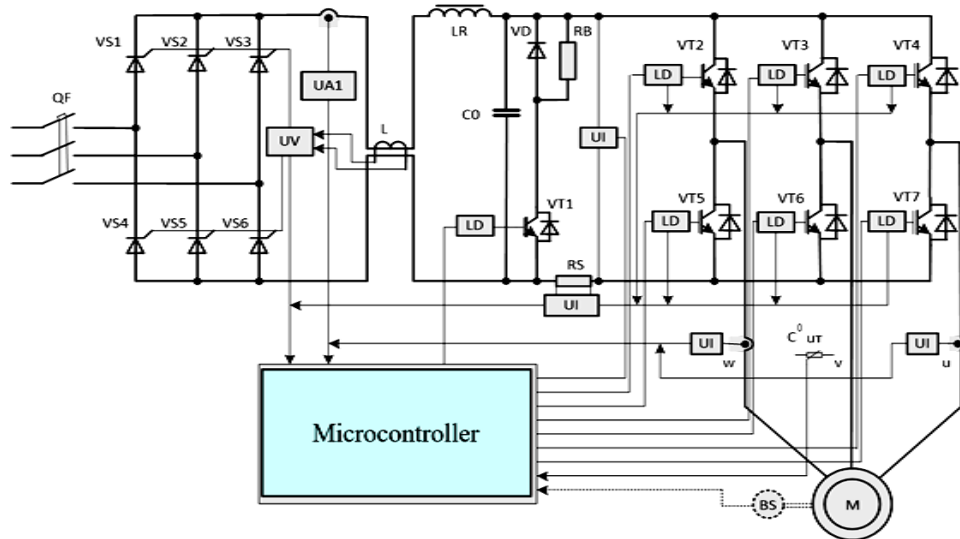 LR
VD
RB
VS1
VS2
VS3
VT2
VT3
VT4
UA1
LD
LD
LD
QF
L
C0
UV
UI
VS4
VS5
VS6
VT1
VT5
VT6
VT7
LD
LD
LD
LD
RS
UI
UI
C⁰ UT
UI
w
v
u
Microcontroller
BS
M